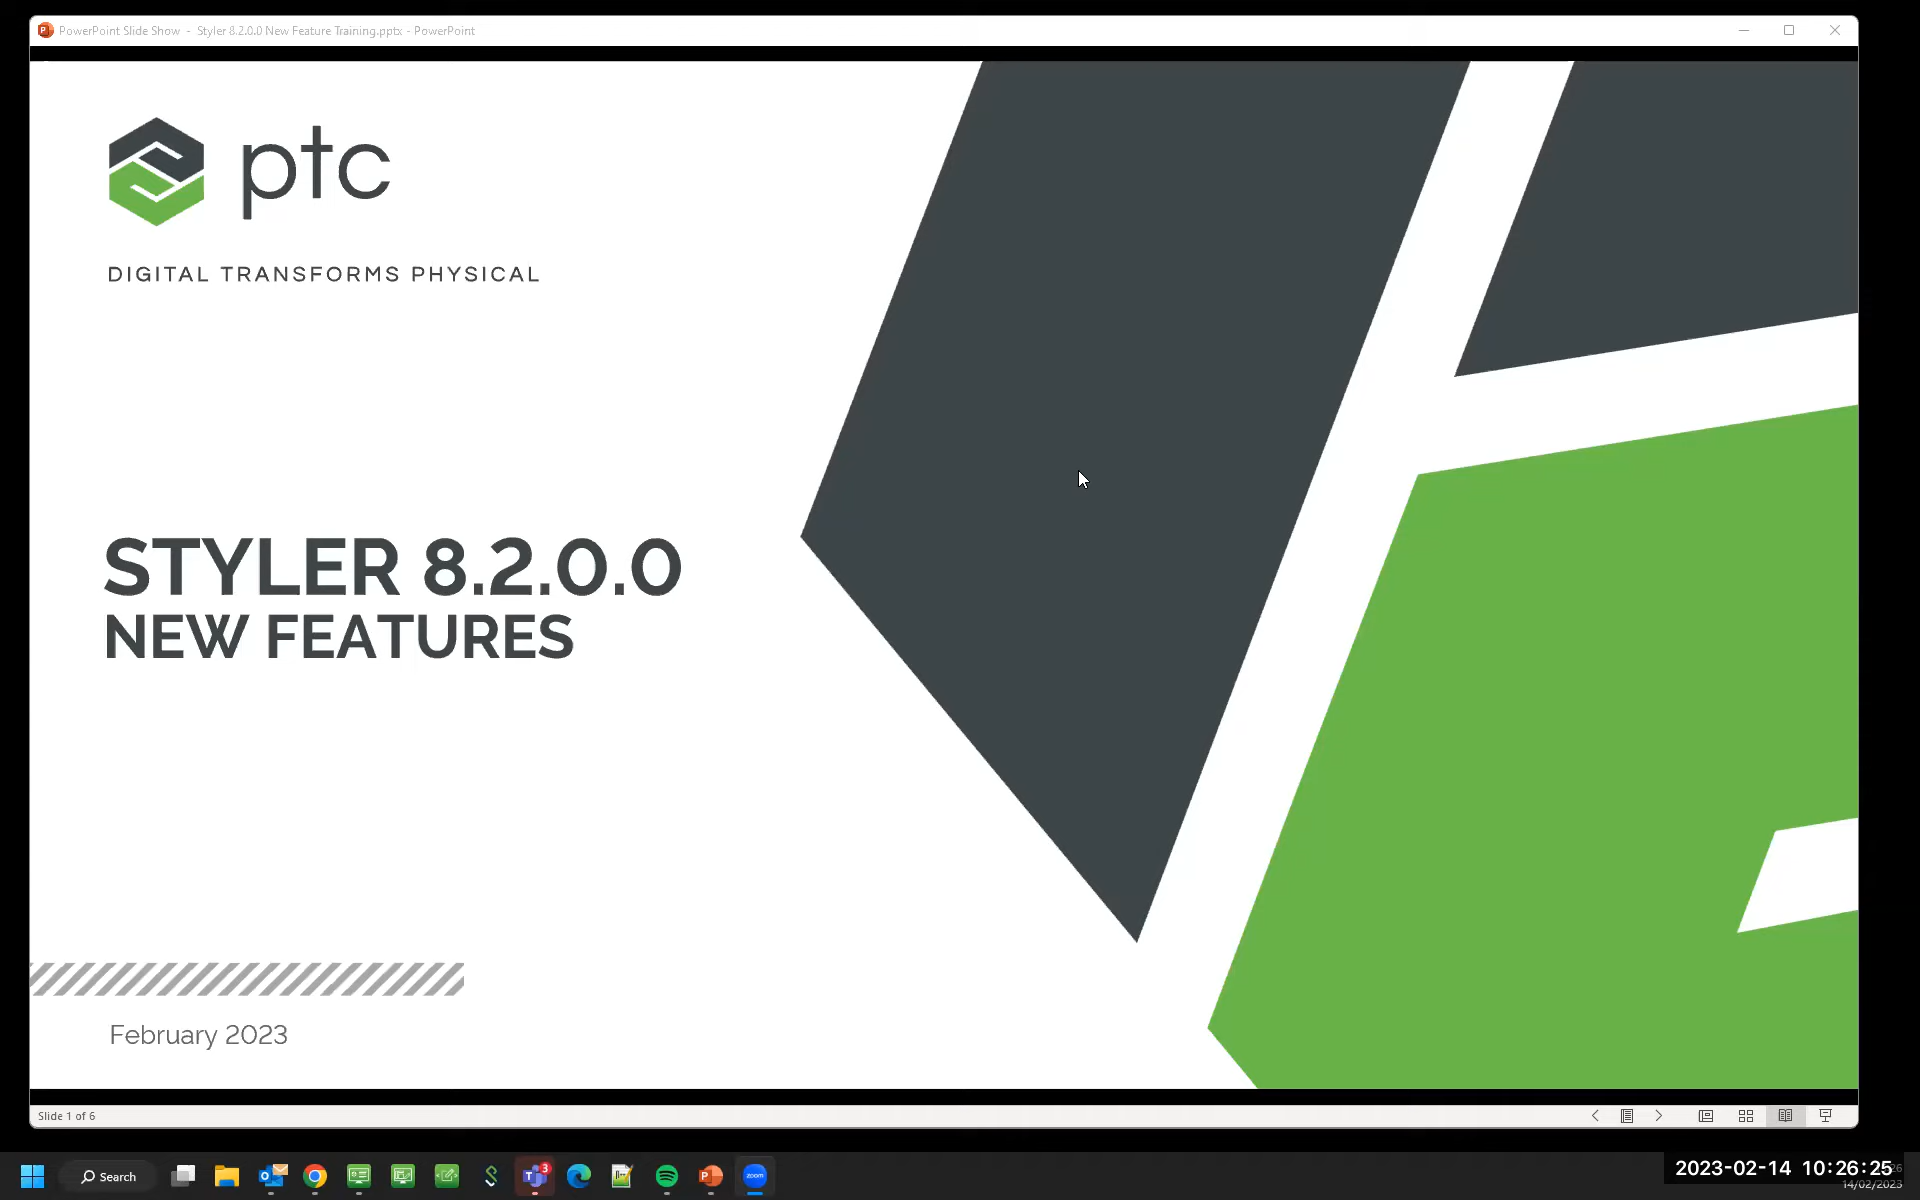 PowerPoint Slide Show - Styler 8.2.0.0 New Feature Training.pptx - PowerPoint
ptc
DIGITAL TRANSFORMS PHYSICAL
STYLER 8.2.0.0
NEW FEATURES
February 2023
Slide 1 of 6
Search
3
zoom
2023-02-14 10:26:25
14/02/2023